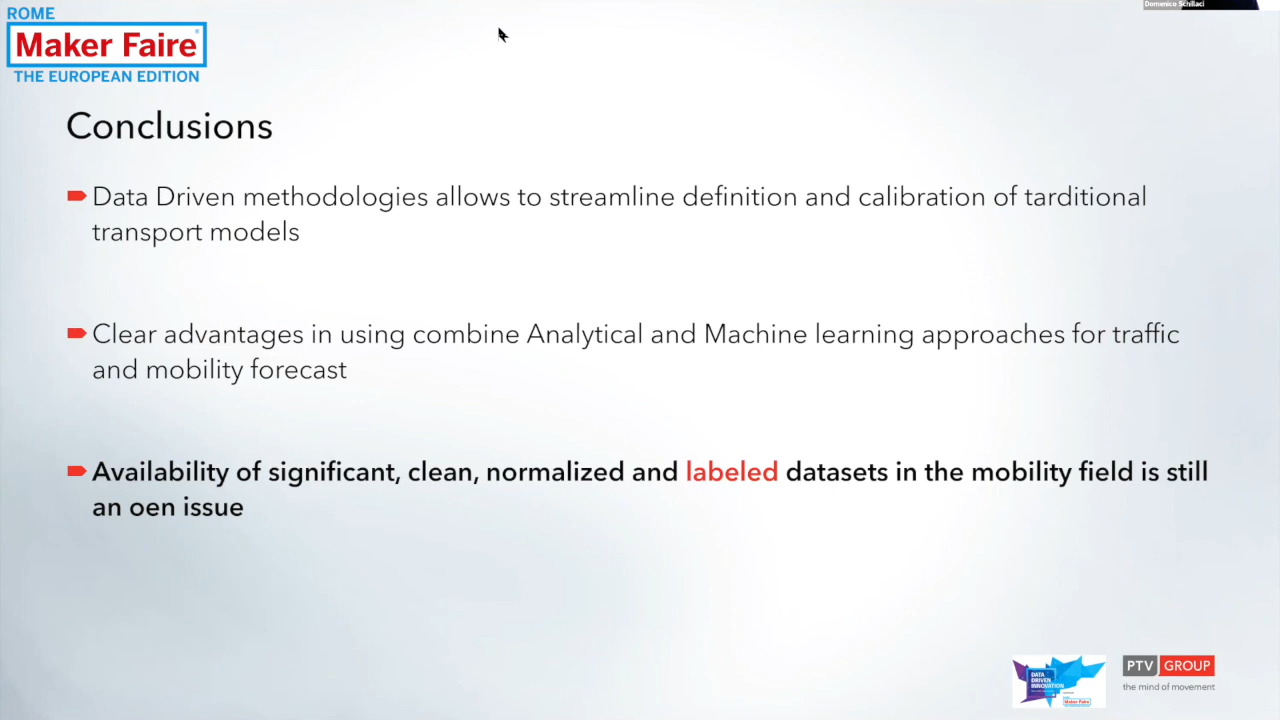 Domenico Schillaci
ROME
Maker Faire
THE EUROPEAN EDITION
Conclusions
Data Driven methodologies allows to streamline definition and calibration of tarditional
transport models
Clear advantages in using combine Analytical and Machine learning approaches for traffic
and mobility forecast
Availability of significant, clean, normalized and labeled datasets in the mobility field is still
an oen issue
DATA
DRIVEN
INNOVATION
Maker Faire
PTV GROUP
the mind of movement